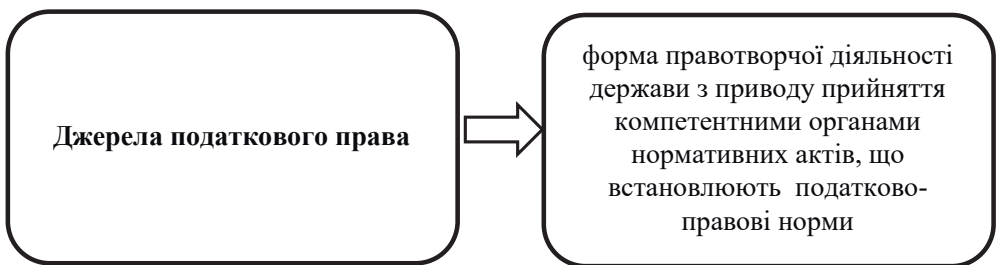 Джерела податкового права
форма правотворчої діяльності
держави з приводу прийняття
компетентними органами
нормативних актів, що
встановлюють податково-
правові норми